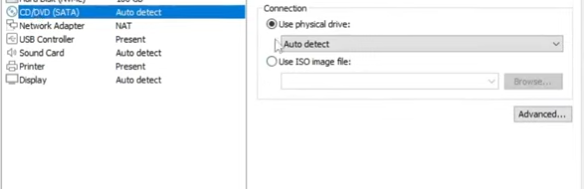 CD/DVD (SATA) Auto detect
Network Adapter NAT
USB Controller Present
Sound Card Auto detect
Printer Present
Display Auto detect
Connection
Use physical drive:
Auto detect
Use ISO image file:
Browse...
Advanced...